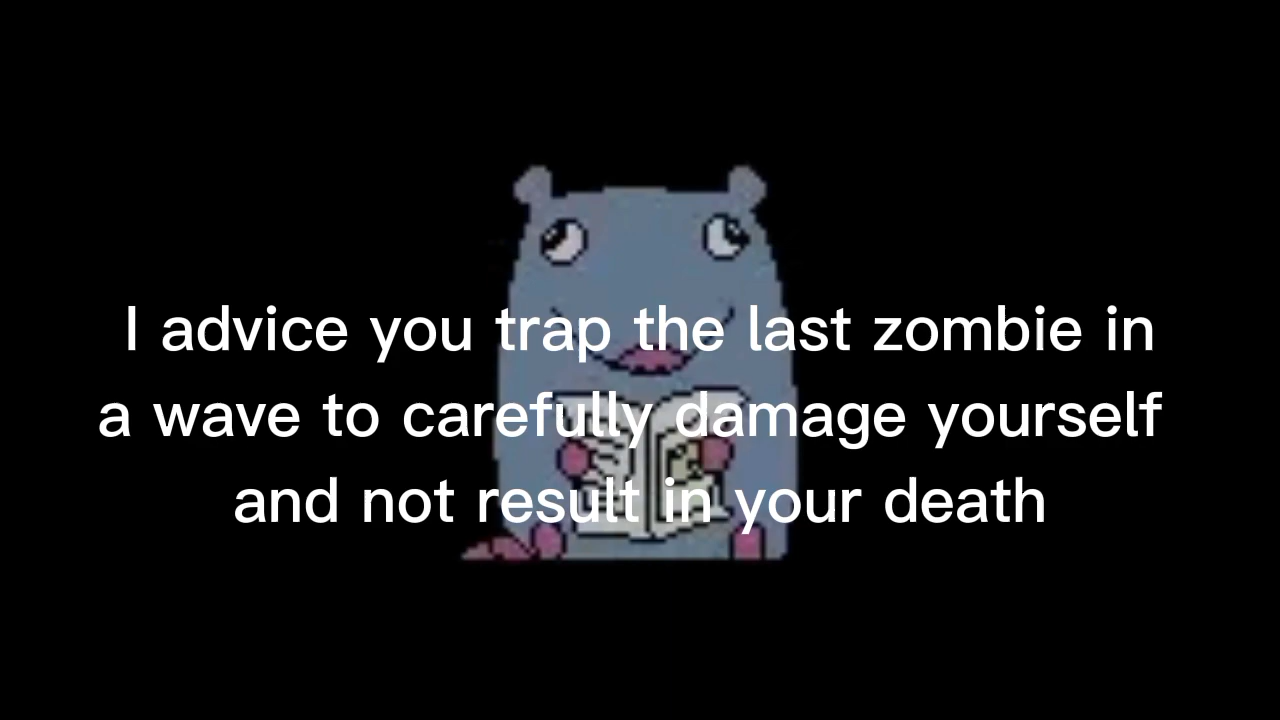 I advice you trap the last zombie in
a wave to carefully damage yourself
and not result in your death